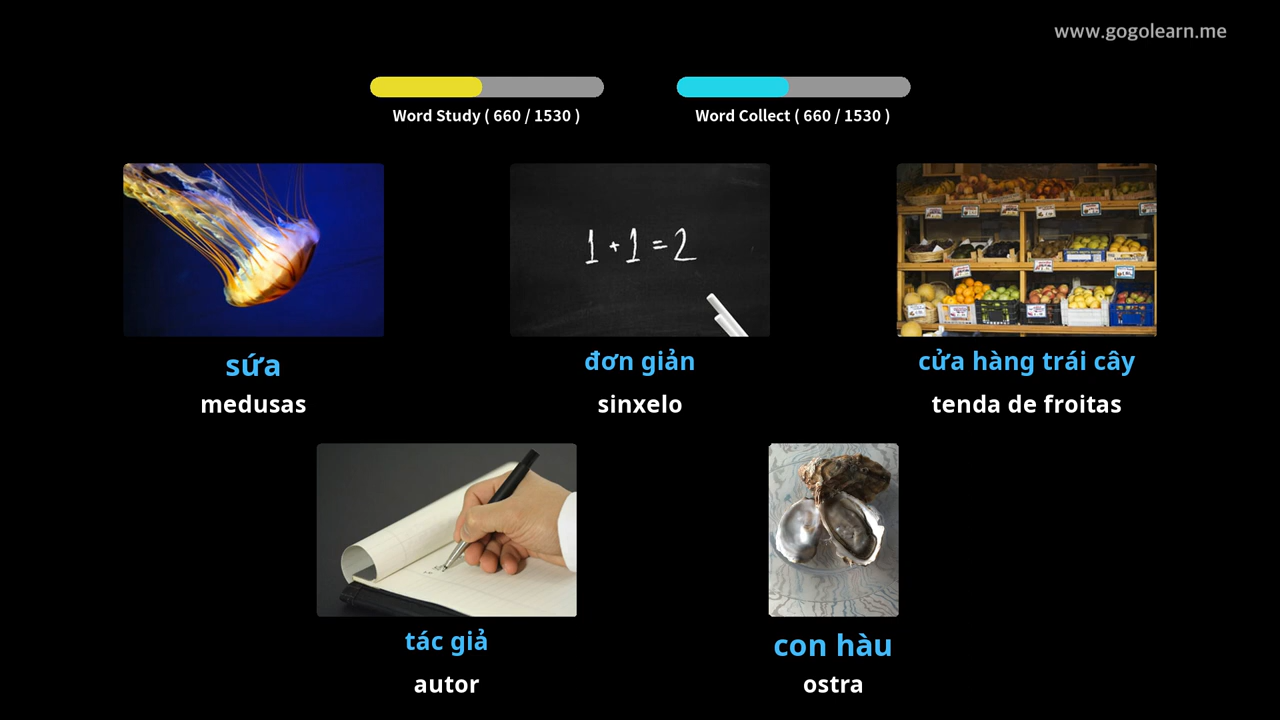 www.gogolearn.me
Word Study ( 660 / 1530 )
Word Collect ( 660 / 1530 )
1 + 1 = 2
sứa
medusas
đơn giản
sinxelo
cửa hàng trái cây
tenda de froitas
tác giả
autor
con hàu
ostra